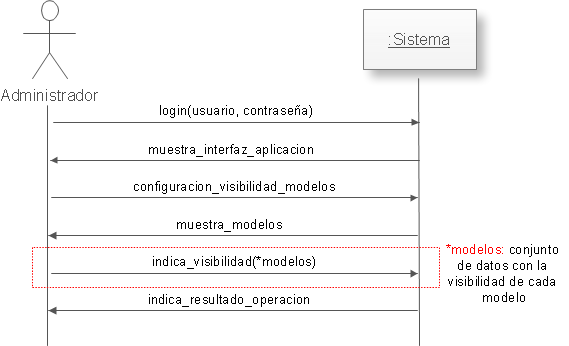 :Sistema
Administrador
login(usuario, contraseña)
muestra_interfaz_aplicacion
configuracion_visibilidad_modelos
muestra_modelos
indica_visibilidad(*modelos)
*modelos: conjunto
de datos con la
visibilidad de cada
modelo
indica_resultado_operacion